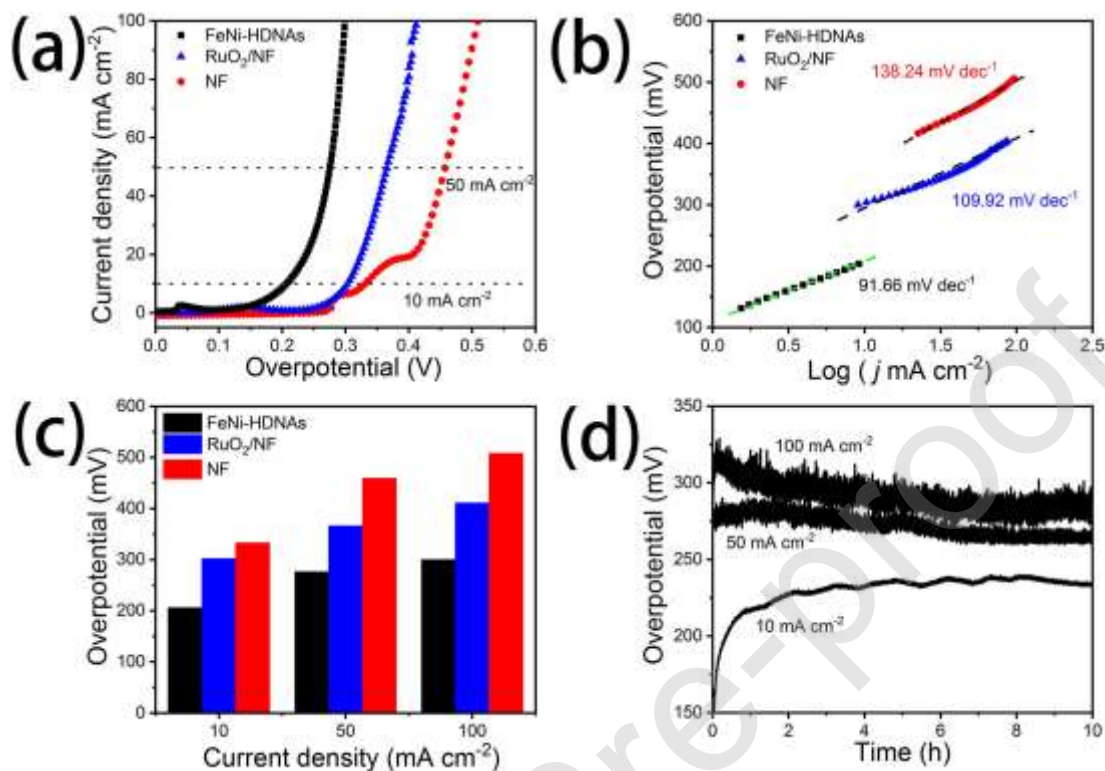 (a)
100
80
60
40
20
0
Current density (mA cm⁻²)
FeNi-HDNAs
RuO₂/NF
NF
50 mA cm⁻²
10 mA cm⁻²
0.0 0.1 0.2 0.3 0.4 0.5 0.6
Overpotential (V)
(b)
600
500
400
300
200
100
Overpotential (mV)
FeNi-HDNAs
RuO₂/NF
NF
138.24 mV dec⁻¹
109.92 mV dec⁻¹
91.66 mV dec⁻¹
0.0 0.5 1.0 1.5 2.0 2.5
Log ( j mA cm⁻²)
(c)
600
500
400
300
200
100
0
Overpotential (mV)
FeNi-HDNAs
RuO₂/NF
NF
10 50 100
Current density (mA cm⁻²)
(d)
350
300
250
200
150
Overpotential (mV)
100 mA cm⁻²
50 mA cm⁻²
10 mA cm⁻²
0 2 4 6 8 10
Time (h)
re-proof